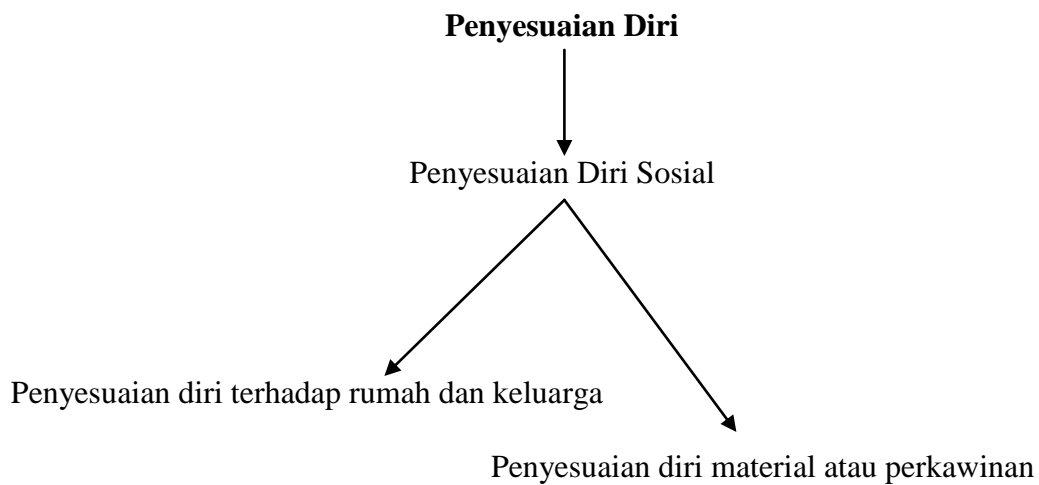 Penyesuaian Diri
Penyesuaian Diri Sosial
Penyesuaian diri terhadap rumah dan keluarga
Penyesuaian diri material atau perkawinan